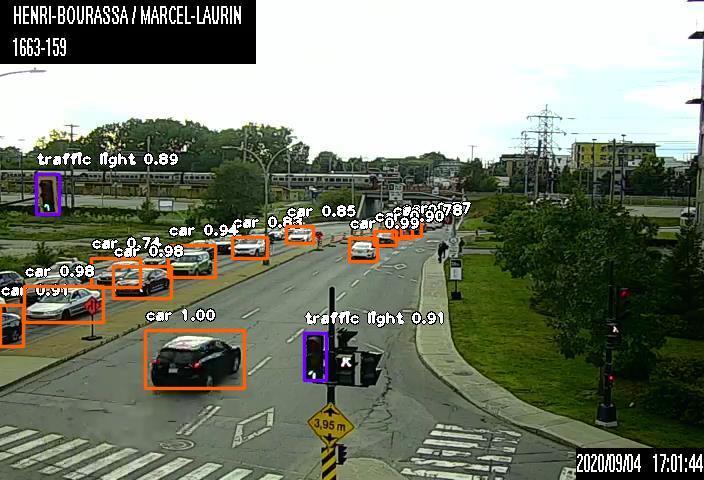 HENRI-BOURASSA / MARCEL-LAURIN
1663-159
traffic light 0.89
car 0.85
car 0.94
car 0.99
car 0.74
car 0.98
car 0.98
car 1.00
traffic light 0.91
3,95 m
2020/09/04 17:01:44